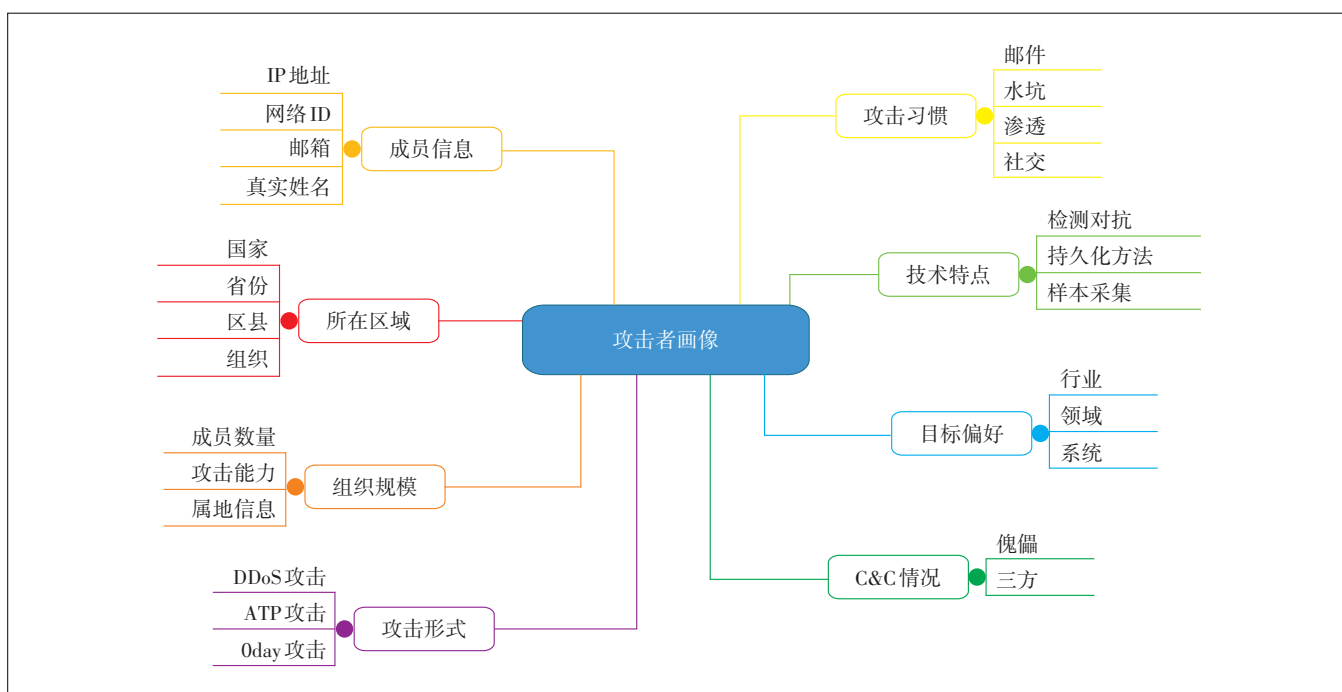 IP地址
网络ID
邮箱
真实姓名
成员信息
国家
省份
区县
组织
所在区域
成员数量
攻击能力
属地信息
组织规模
DDoS攻击
ATP攻击
0day攻击
攻击形式
攻击者画像
攻击习惯
邮件
水坑
渗透
社交
技术特点
检测对抗
持久化方法
样本采集
目标偏好
行业
领域
系统
C&C情况
傀儡
三方